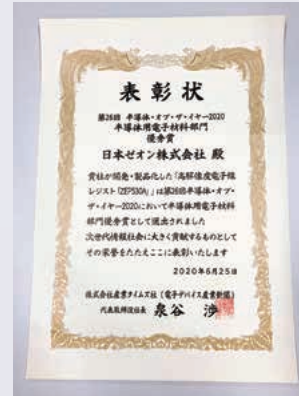 表彰状
第26回 半導体・オブ・ザ・イヤー2020
半導体用電子材料部門
優秀賞
日本ゼオン株式会社 殿
貴社が開発・製品化した「高解像度電子線
レジスト(ZEP530A)」は第26回半導体・オブ・
ザ・イヤー2020において半導体用電子材料
部門優秀賞として選出されました
次世代情報社会に大きく貢献するものとして
その栄誉をたたえここに表彰いたします
2020年6月25日
株式会社産業タイムズ社(電子デバイス産業新聞)
代表取締役社長 泉谷 渉